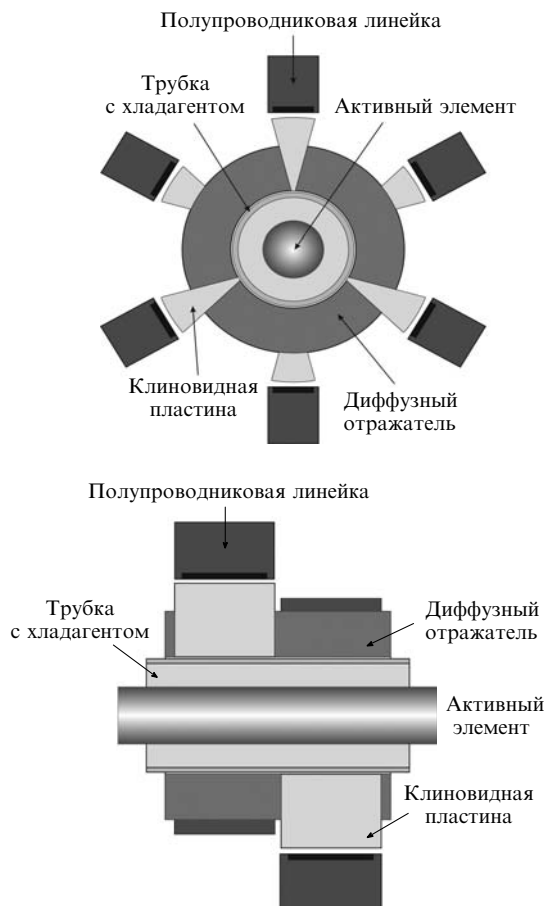 Полупроводниковая линейка
Трубка
с хладагентом
Активный элемент
Клиновидная
пластина
Диффузный
отражатель
Полупроводниковая линейка
Трубка
с хладагентом
Диффузный
отражатель
Активный
элемент
Клиновидная
пластина